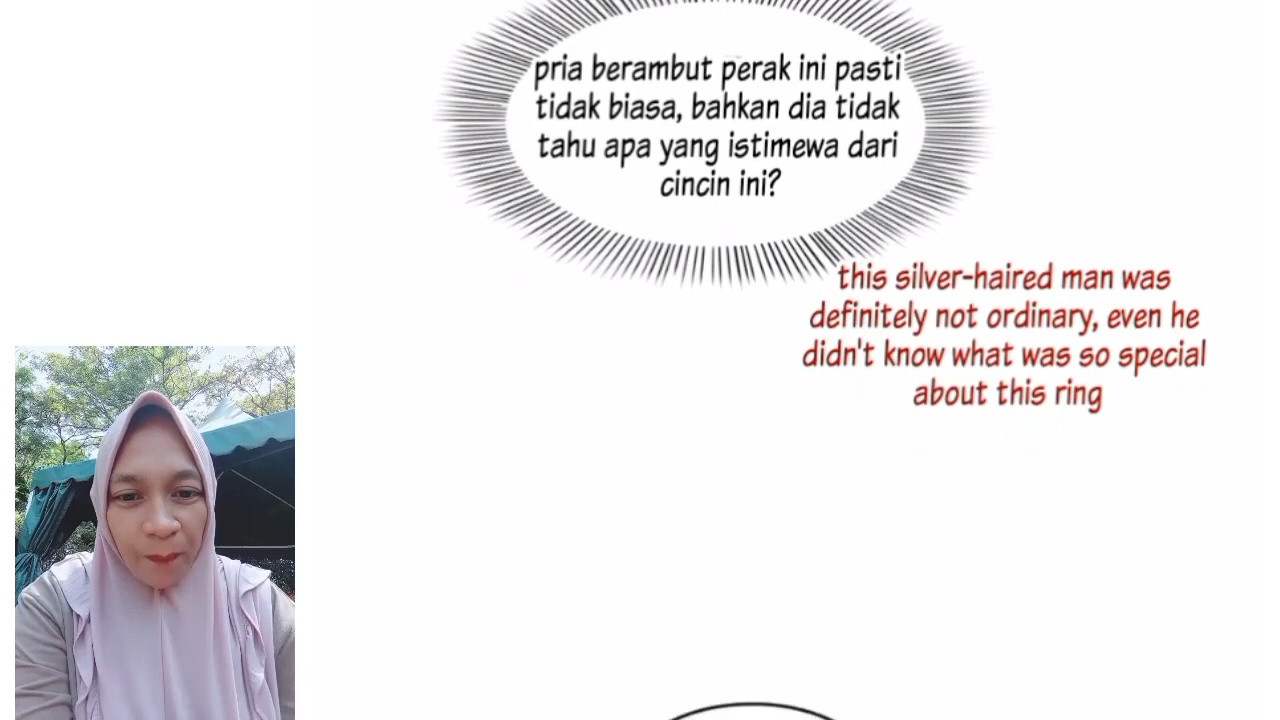 pria berambut perak ini pasti
tidak biasa, bahkan dia tidak
tahu apa yang istimewa dari
cincin ini?
this silver-haired man was
definitely not ordinary, even he
didn't know what was so special
about this ring